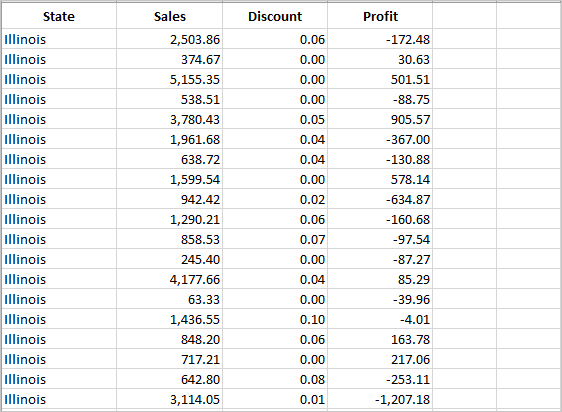 State Sales Discount Profit
Illinois 2,503.86 0.06 -172.48
Illinois 374.67 0.00 30.63
Illinois 5,155.35 0.00 501.51
Illinois 538.51 0.00 -88.75
Illinois 3,780.43 0.05 905.57
Illinois 1,961.68 0.04 -367.00
Illinois 638.72 0.04 -130.88
Illinois 1,599.54 0.00 578.14
Illinois 942.42 0.02 -634.87
Illinois 1,290.21 0.06 -160.68
Illinois 858.53 0.07 -97.54
Illinois 245.40 0.00 -87.27
Illinois 4,177.66 0.04 85.29
Illinois 63.33 0.00 -39.96
Illinois 1,436.55 0.10 -4.01
Illinois 848.20 0.06 163.78
Illinois 717.21 0.00 217.06
Illinois 642.80 0.08 -253.11
Illinois 3,114.05 0.01 -1,207.18